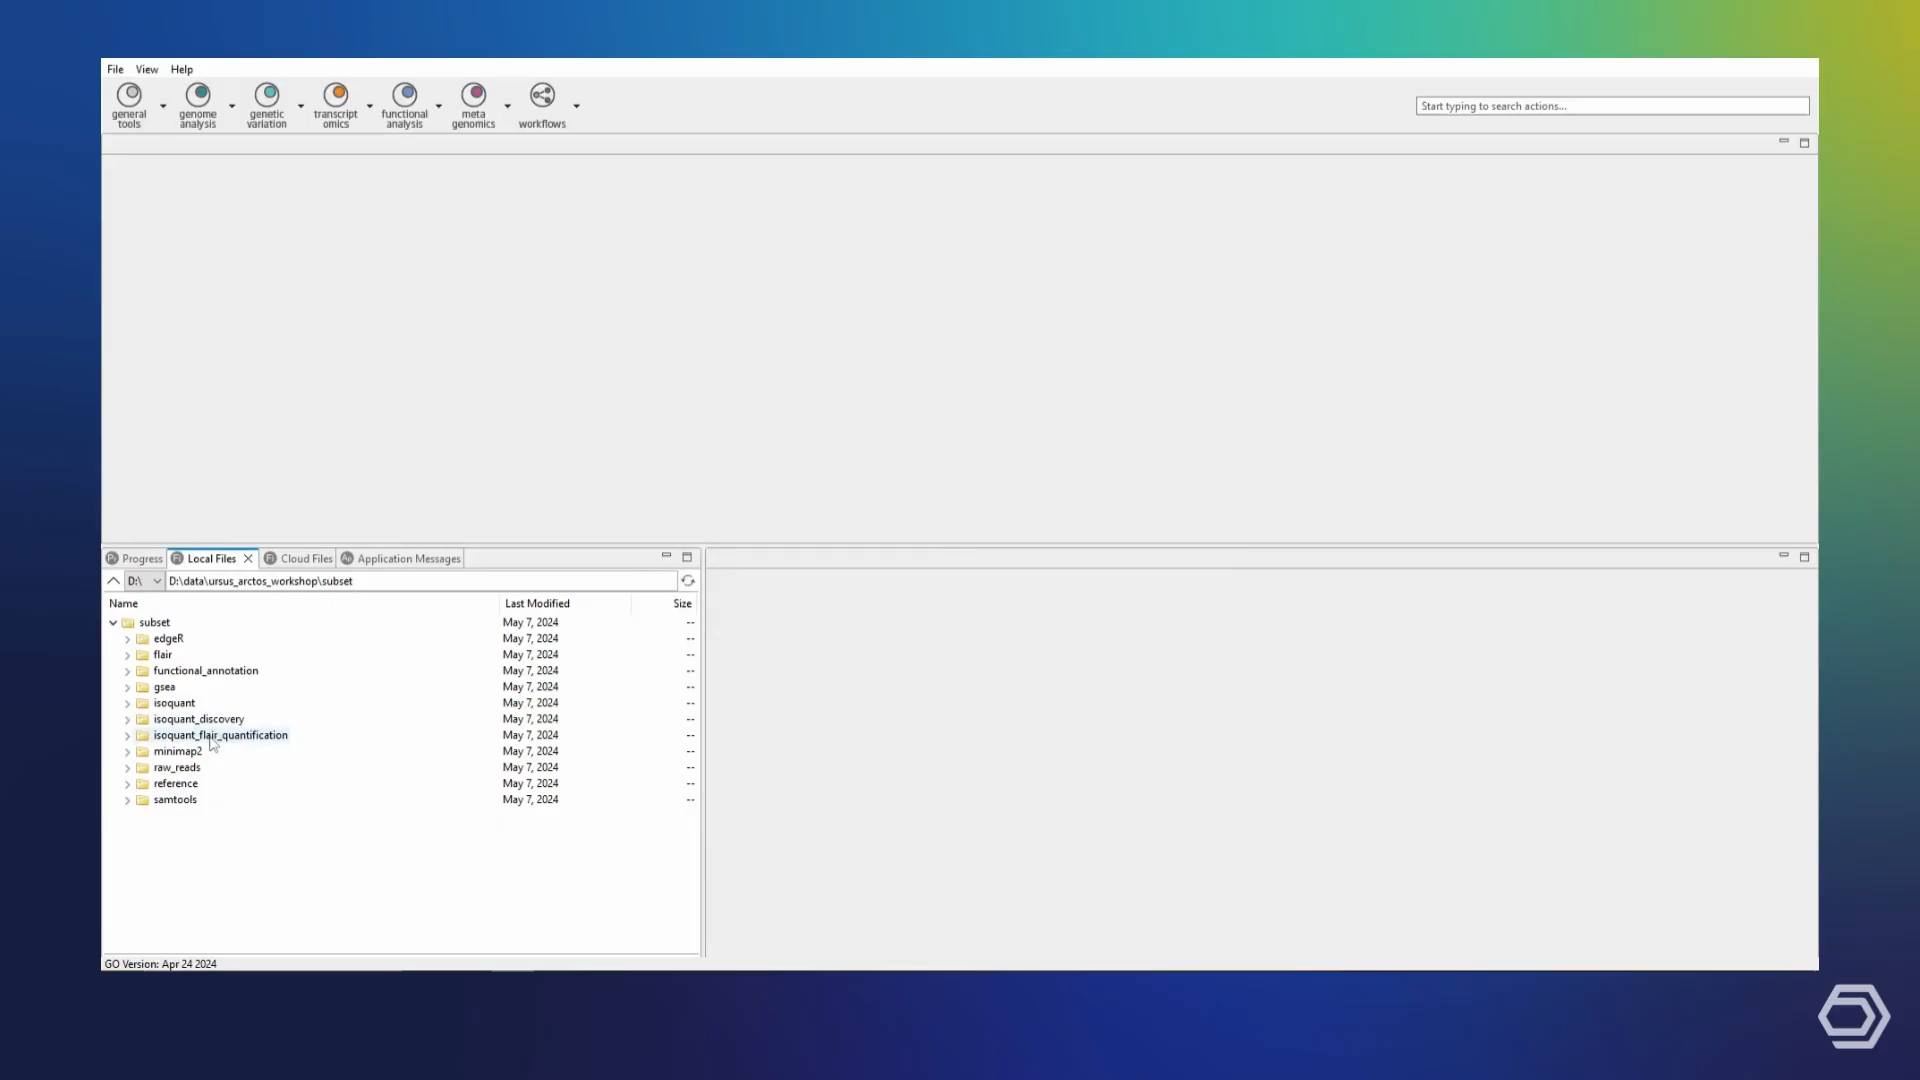 File View Help
general tools
genome analysis
genetic variation
transcript omics
functional analysis
meta genomics
workflows
Start typing to search actions...
Progress Local Files Cloud Files Application Messages
D:\ D:\data\ursus_arctos_workshop\subset
Name Last Modified Size
subset May 7, 2024 --
edgeR May 7, 2024 --
flair May 7, 2024 --
functional_annotation May 7, 2024 --
gsea May 7, 2024 --
isoquant May 7, 2024 --
isoquant_discovery May 7, 2024 --
isoquant_flair_quantification May 7, 2024 --
minimap2 May 7, 2024 --
raw_reads May 7, 2024 --
reference May 7, 2024 --
samtools May 7, 2024 --
GO Version: Apr 24 2024